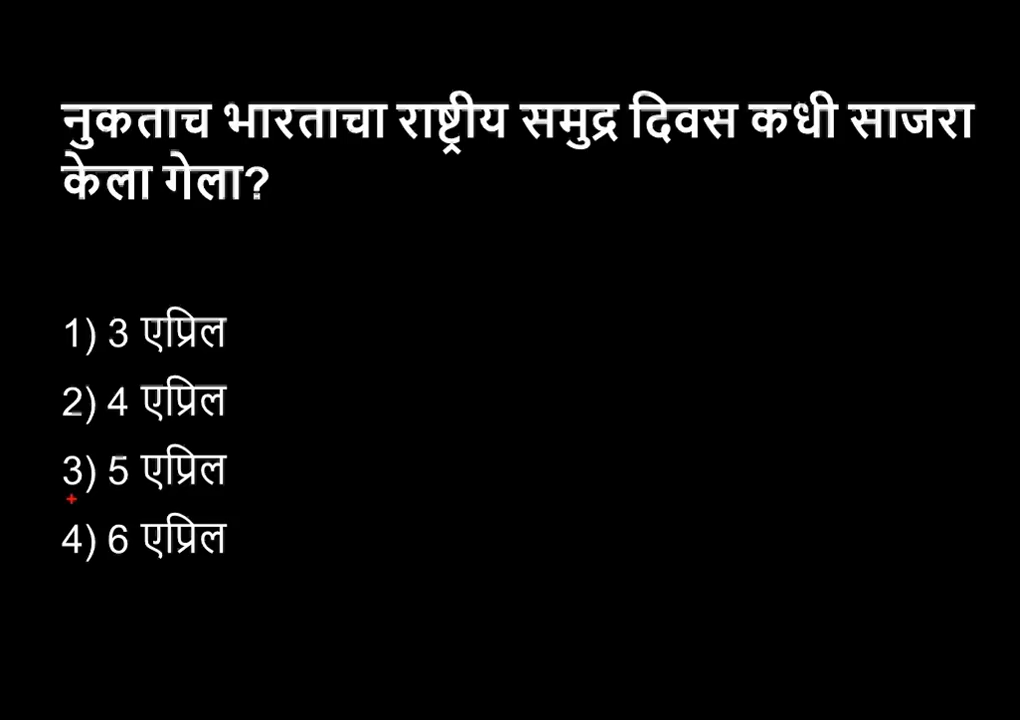 नुकताच भारताचा राष्ट्रीय समुद्र दिवस कधी साजरा
केला गेला?
1) 3 एप्रिल
2) 4 एप्रिल
3) 5 एप्रिल
4) 6 एप्रिल